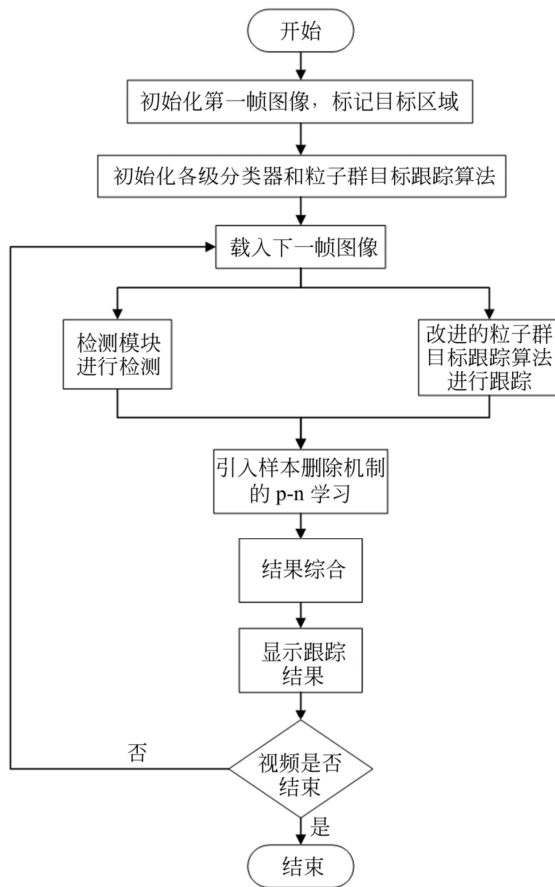 开始
初始化第一帧图像，标记目标区域
初始化各级分类器和粒子群目标跟踪算法
载入下一帧图像
检测模块
进行检测
改进的粒子群
目标跟踪算法
进行跟踪
引入样本删除机制
的 p-n 学习
结果综合
显示跟踪
结果
否
视频是否
结束
是
结束